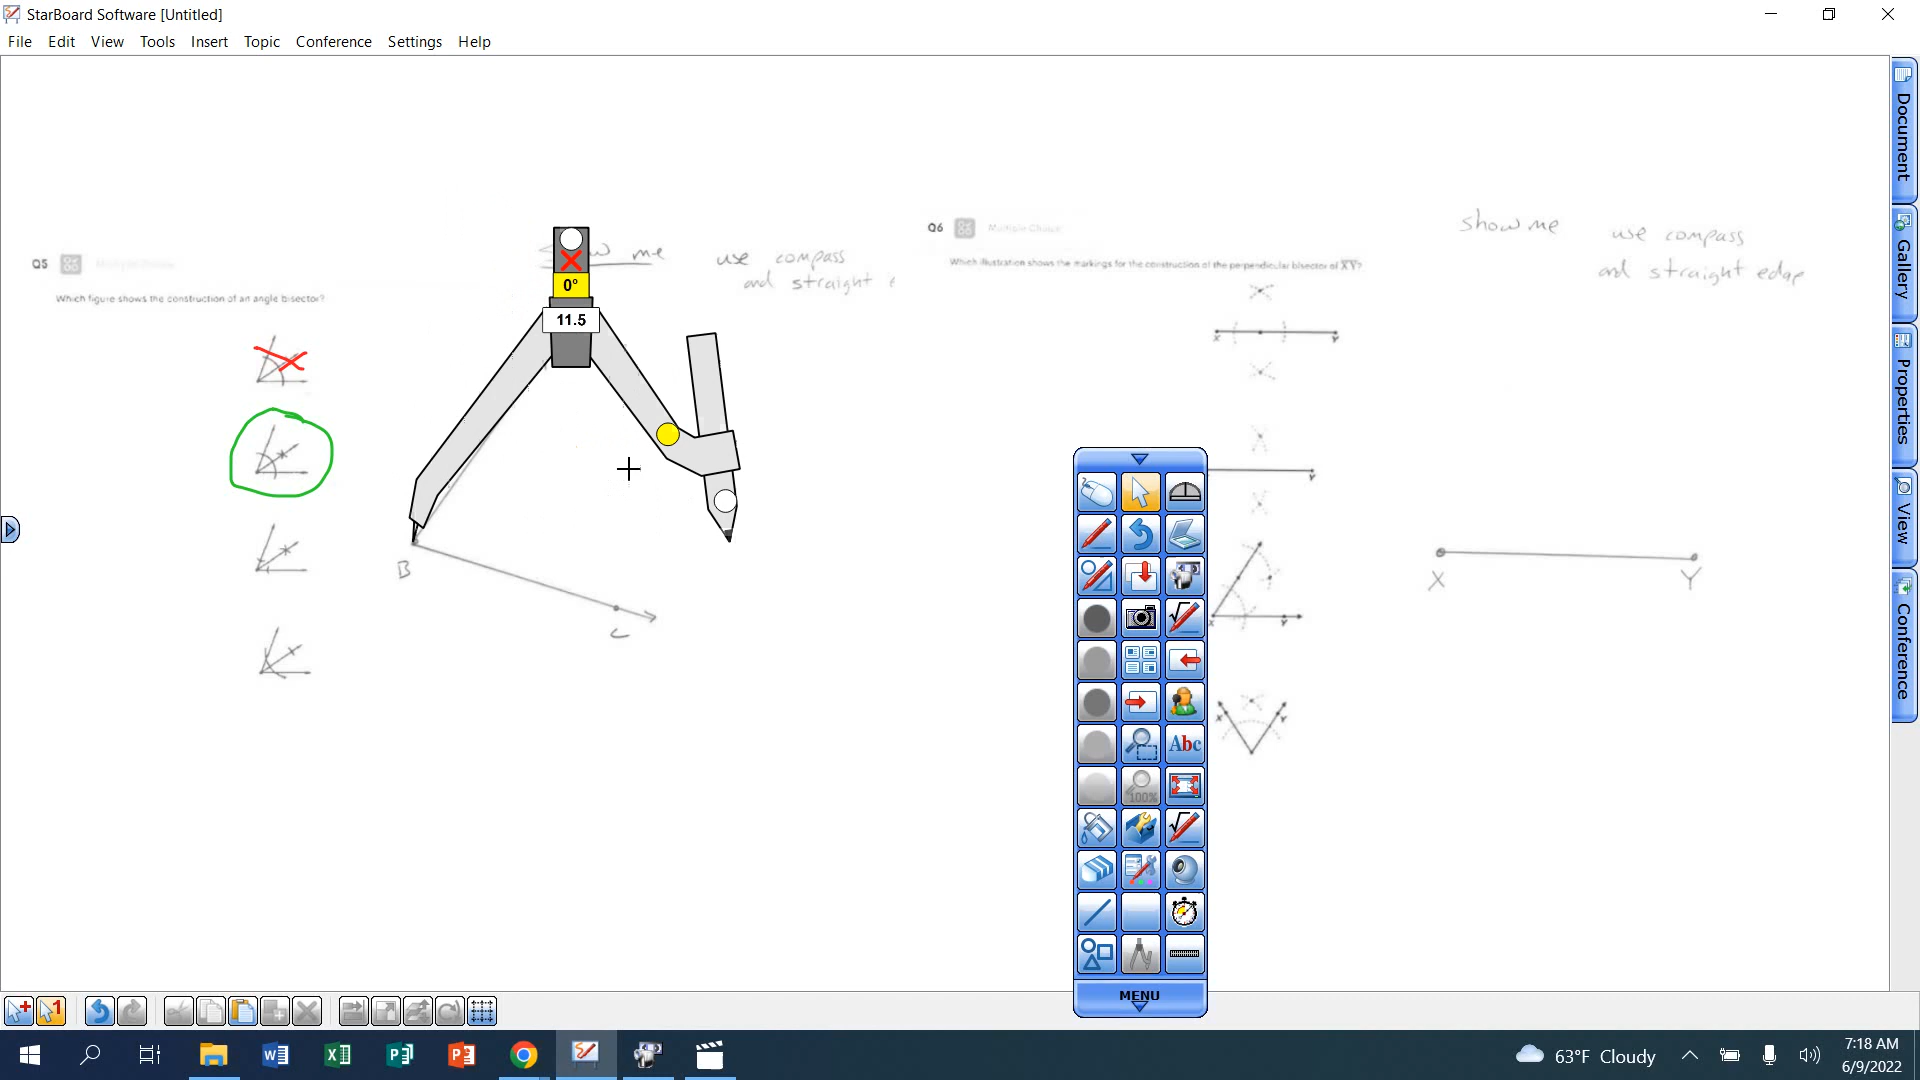 StarBoard Software [Untitled]
File Edit View Tools Insert Topic Conference Settings Help
Document
Gallery
Properties
View
Conference
Q5
Which figure shows the construction of an angle bisector?
me
use compass
and straight e
0°
11.5
B
C
Q6
Multiple Choice
Which illustration shows the markings for the construction of the perpendicular bisector of XY?
show me
use compass
and straight edge
X Y
Y
X Y
X Y
X Y
100%
Abc
MENU
63°F Cloudy
7:18 AM
6/9/2022